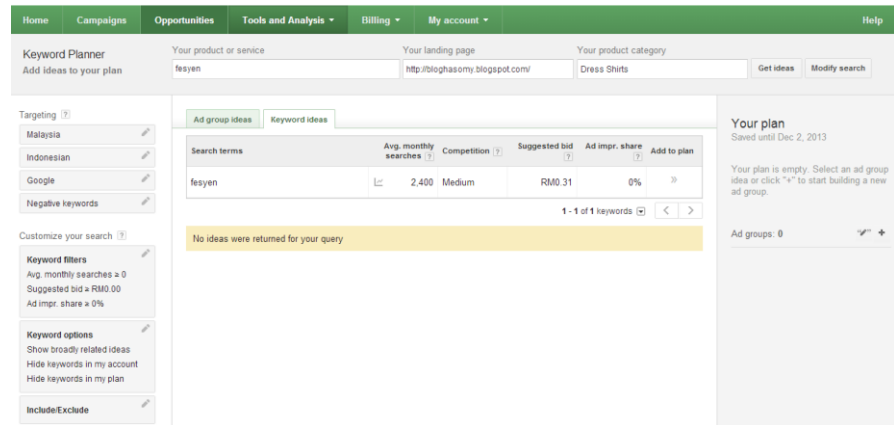 Home Campaigns Opportunities Tools and Analysis Billing My account Help
Keyword Planner
Add ideas to your plan
Your product or service
fesyen
Your landing page
http://bloghasomy.blogspot.com/
Your product category
Dress Shirts
Get ideas Modify search
Targeting ?
Malaysia
Indonesian
Google
Negative keywords
Customize your search ?
Keyword filters
Avg. monthly searches ≥ 0
Suggested bid ≥ RM0.00
Ad impr. share ≥ 0%
Keyword options
Show broadly related ideas
Hide keywords in my account
Hide keywords in my plan
Include/Exclude
Ad group ideas Keyword ideas
Search terms Avg. monthly searches ? Competition ? Suggested bid ? Ad impr. share ? Add to plan
fesyen 2,400 Medium RM0.31 0% »
1 - 1 of 1 keywords
No ideas were returned for your query
Your plan
Saved until Dec 2, 2013
Your plan is empty. Select an ad group
idea or click "+" to start building a new
ad group.
Ad groups: 0